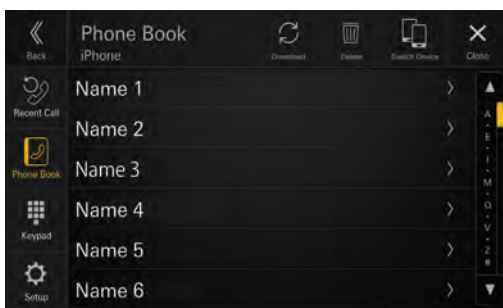 Back
Phone Book
iPhone
Download
Delete
Switch Device
Close
Recent Call
Phone Book
Keypad
Setup
Name 1
Name 2
Name 3
Name 4
Name 5
Name 6
A
E
I
M
Q
V
Z
#